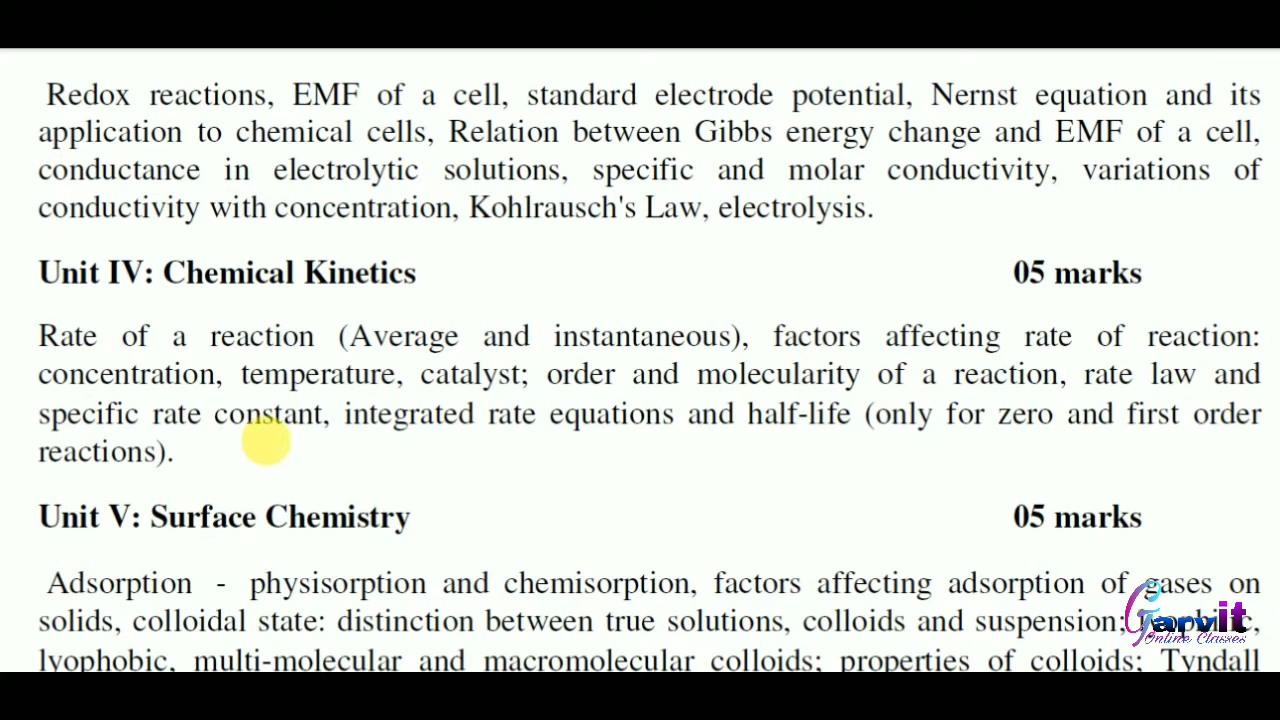 Redox reactions, EMF of a cell, standard electrode potential, Nernst equation and its
application to chemical cells, Relation between Gibbs energy change and EMF of a cell,
conductance in electrolytic solutions, specific and molar conductivity, variations of
conductivity with concentration, Kohlrausch's Law, electrolysis.
Unit IV: Chemical Kinetics 05 marks
Rate of a reaction (Average and instantaneous), factors affecting rate of reaction:
concentration, temperature, catalyst; order and molecularity of a reaction, rate law and
specific rate constant, integrated rate equations and half-life (only for zero and first order
reactions).
Unit V: Surface Chemistry 05 marks
Adsorption - physisorption and chemisorption, factors affecting adsorption of gases on
solids, colloidal state: distinction between true solutions, colloids and suspension;
lyophobic, multi-molecular and macromolecular colloids; properties of colloids; Tyndall
Garvit
Online Classes